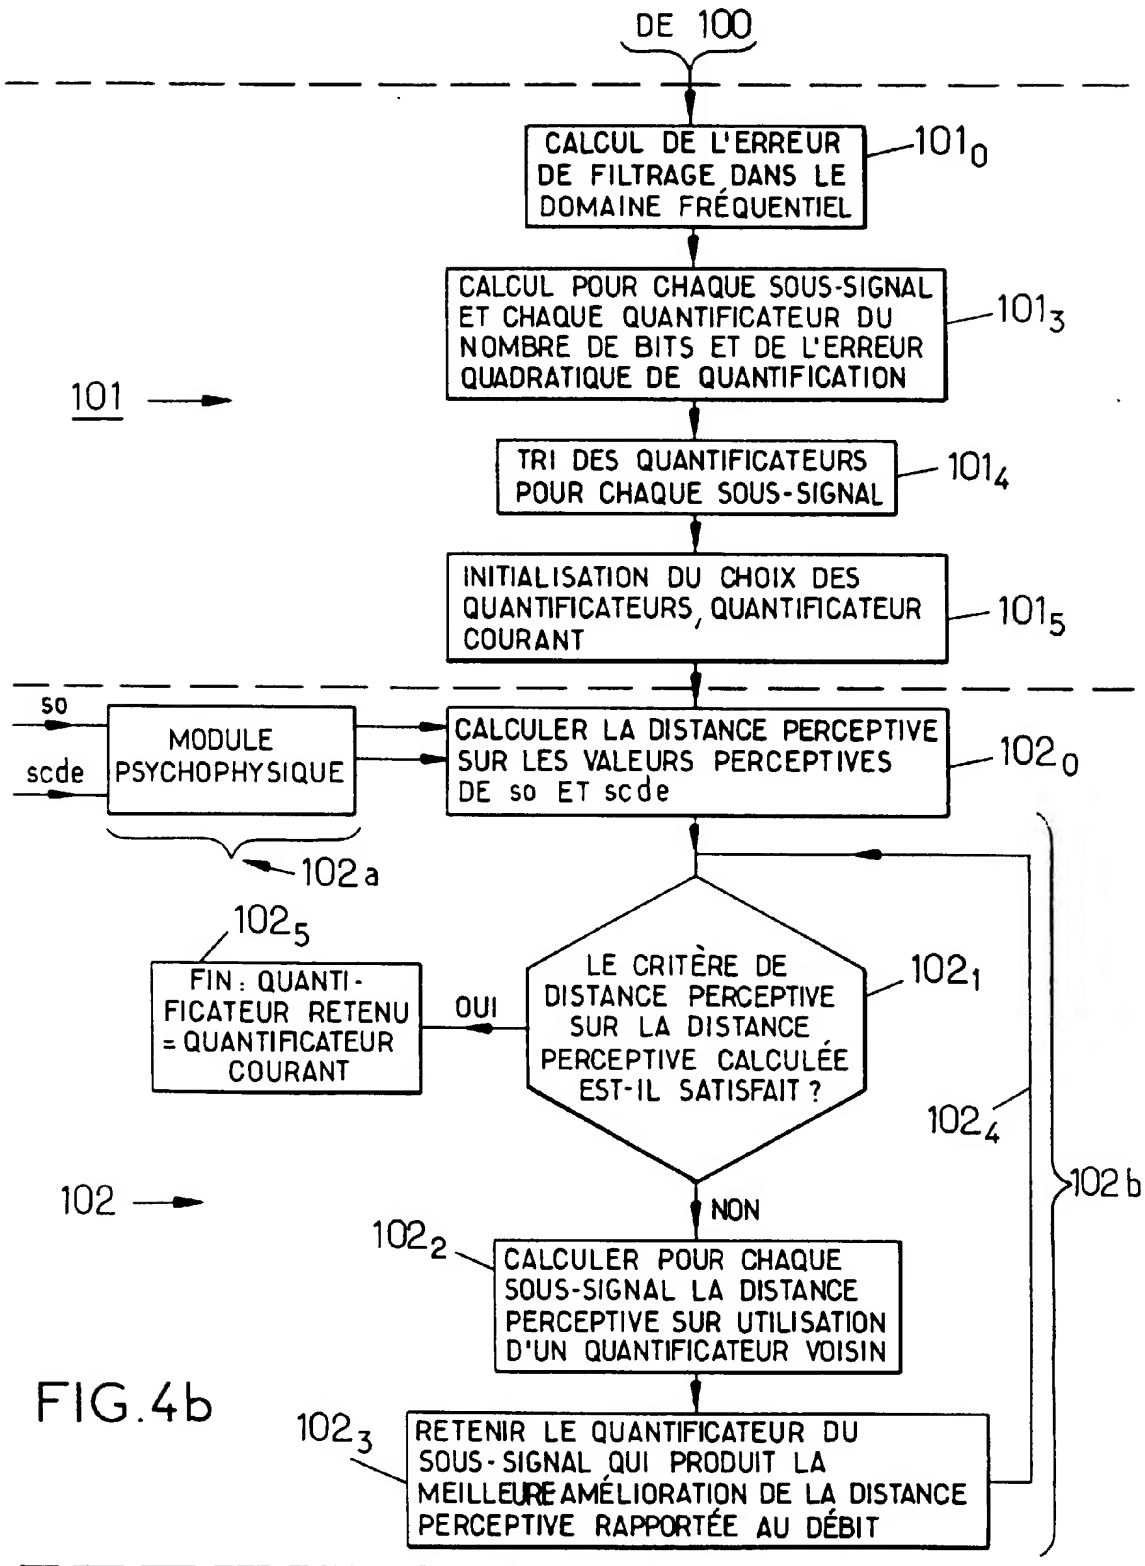 DE 100
CALCUL DE L'ERREUR
DE FILTRAGE DANS LE
DOMAINE FRÉQUENTIEL
101₀
CALCUL POUR CHAQUE SOUS-SIGNAL
ET CHAQUE QUANTIFICATEUR DU
NOMBRE DE BITS ET DE L'ERREUR
QUADRATIQUE DE QUANTIFICATION
101₃
101
TRI DES QUANTIFICATEURS
POUR CHAQUE SOUS-SIGNAL
101₄
INITIALISATION DU CHOIX DES
QUANTIFICATEURS, QUANTIFICATEUR
COURANT
101₅
so
scde
MODULE
PSYCHOPHYSIQUE
102a
CALCULER LA DISTANCE PERCEPTIVE
SUR LES VALEURS PERCEPTIVES
DE so ET scde
102₀
LE CRITÈRE DE
DISTANCE PERCEPTIVE
SUR LA DISTANCE
PERCEPTIVE CALCULÉE
EST-IL SATISFAIT ?
102₁
OUI
102₅
FIN : QUANTI-
FICATEUR RETENU
= QUANTIFICATEUR
COURANT
102₄
102b
102
NON
102₂
CALCULER POUR CHAQUE
SOUS-SIGNAL LA DISTANCE
PERCEPTIVE SUR UTILISATION
D'UN QUANTIFICATEUR VOISIN
102₃
RETENIR LE QUANTIFICATEUR DU
SOUS-SIGNAL QUI PRODUIT LA
MEILLEURE AMÉLIORATION DE LA DISTANCE
PERCEPTIVE RAPPORTÉE AU DÉBIT
FIG.4b